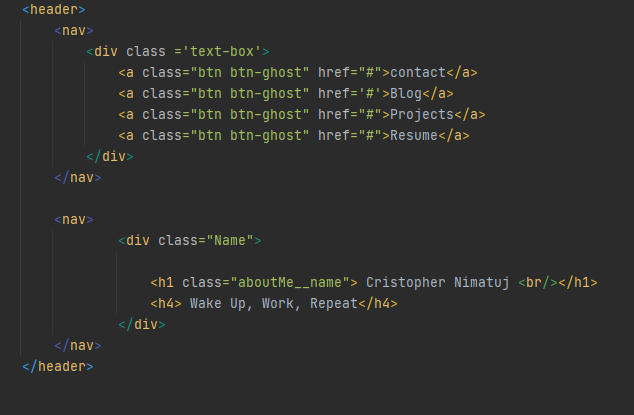 <header>
<nav>
<div class ='text-box'>
<a class="btn btn-ghost" href="#">contact</a>
<a class="btn btn-ghost" href='#'>Blog</a>
<a class="btn btn-ghost" href="#">Projects</a>
<a class="btn btn-ghost" href="#">Resume</a>
</div>
</nav>
<nav>
<div class="Name">
<h1 class="aboutMe__name"> Cristopher Nimatuj <br/></h1>
<h4> Wake Up, Work, Repeat</h4>
</div>
</nav>
</header>